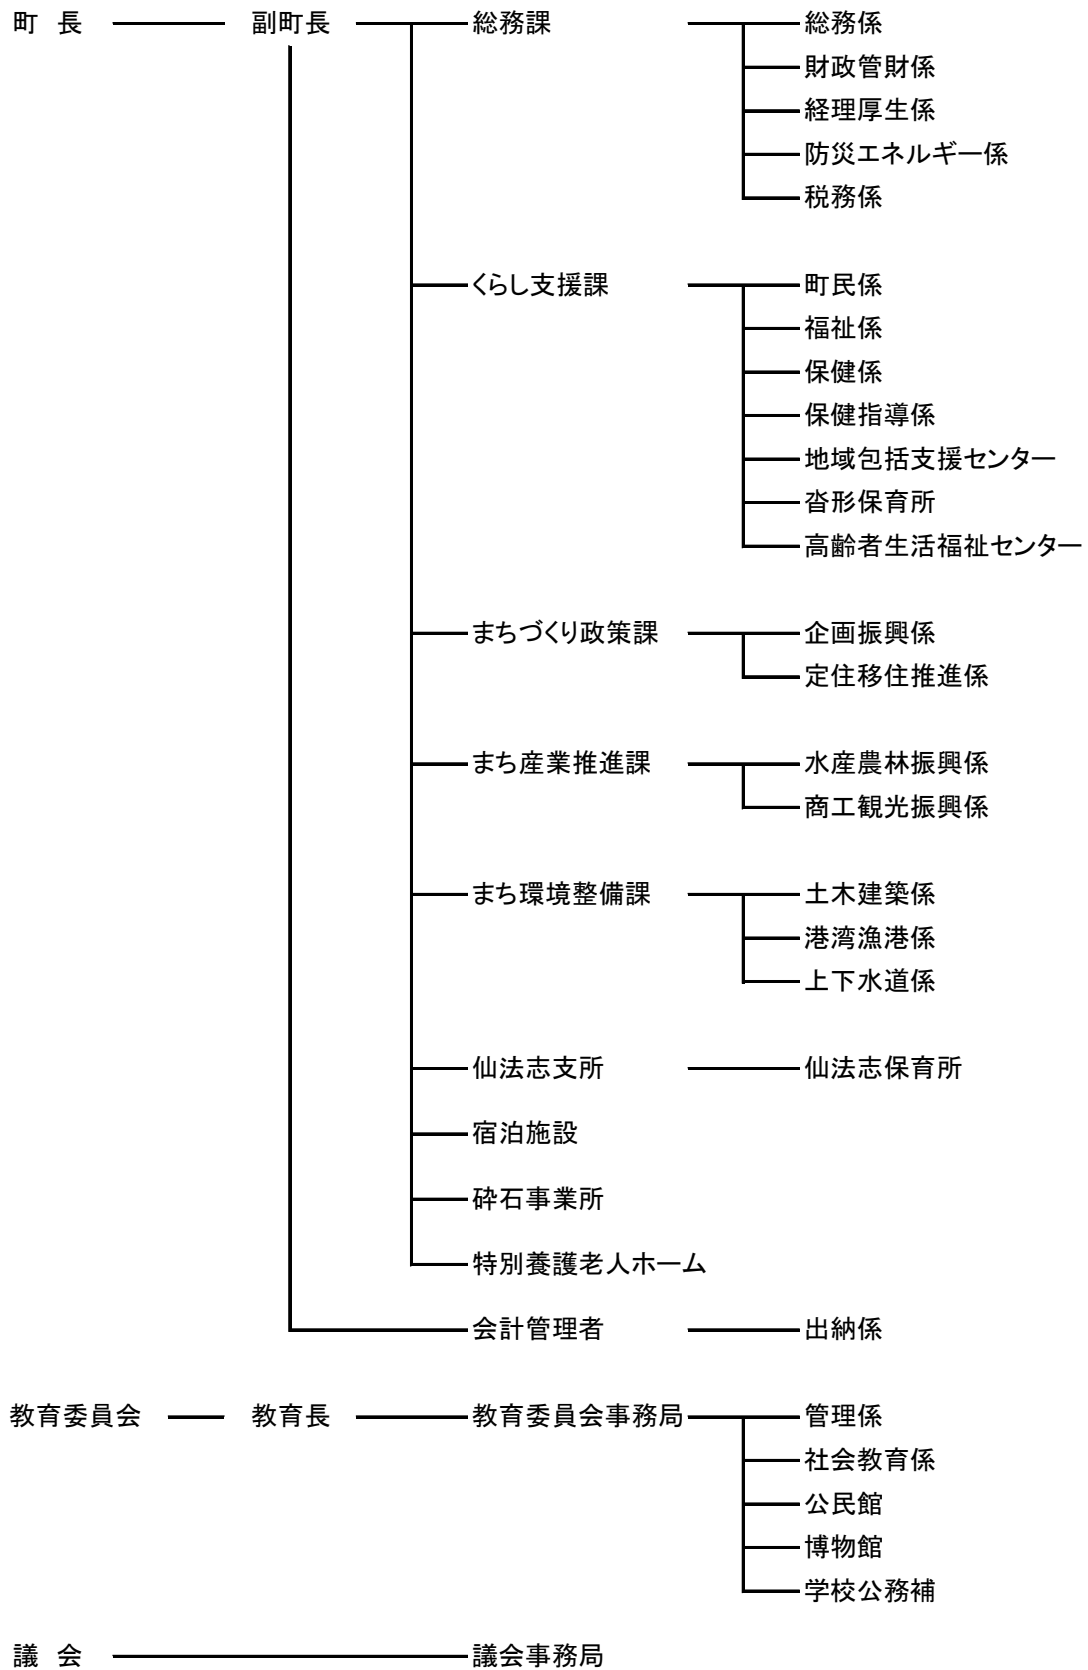 町 長 副町長 総務課 総務係
財政管財係
経理厚生係
防災エネルギー係
税務係
くらし支援課 町民係
福祉係
保健係
保健指導係
地域包括支援センター
沓形保育所
高齢者生活福祉センター
まちづくり政策課 企画振興係
定住移住推進係
まち産業推進課 水産農林振興係
商工観光振興係
まち環境整備課 土木建築係
港湾漁港係
上下水道係
仙法志支所 仙法志保育所
宿泊施設
砕石事業所
特別養護老人ホーム
会計管理者 出納係
教育委員会 教育長 教育委員会事務局 管理係
社会教育係
公民館
博物館
学校公務補
議 会 議会事務局